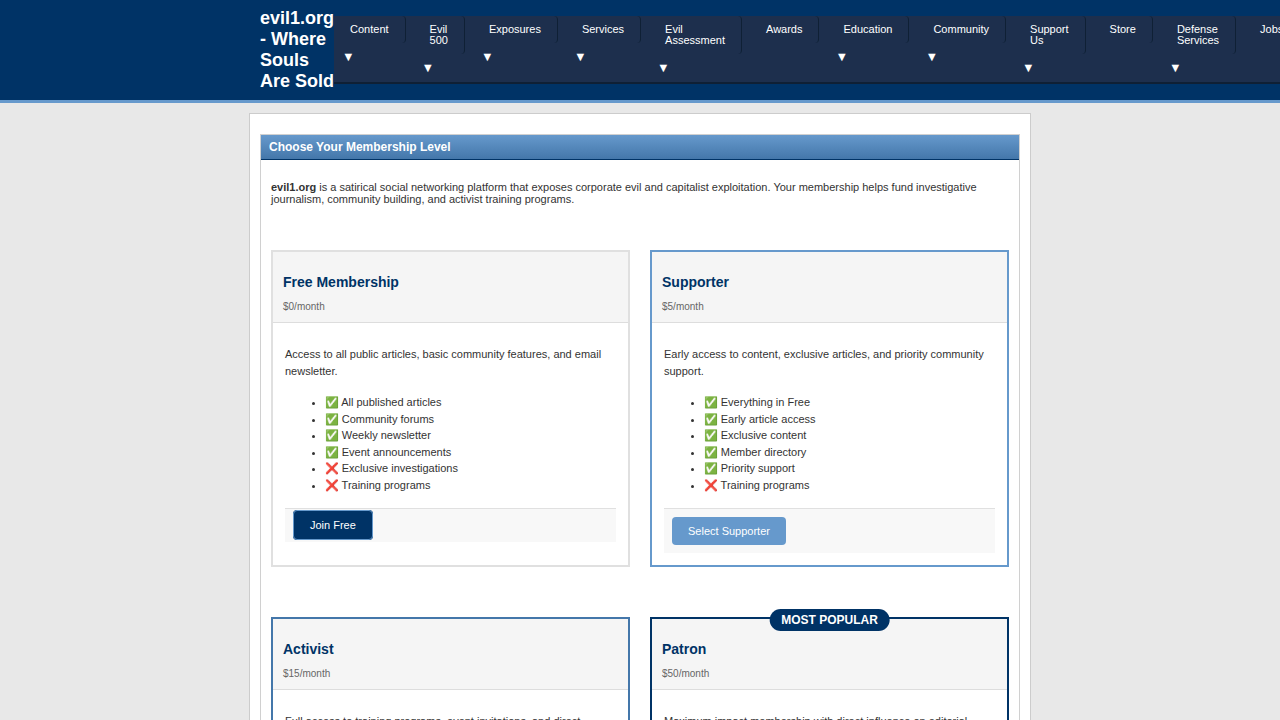 evil1.org
- Where
Souls
Are Sold
Content
▼
Evil
500
▼
Exposures
▼
Services
▼
Evil
Assessment
▼
Awards
Education
▼
Community
▼
Support
Us
▼
Store
Defense
Services
▼
Choose Your Membership Level
evil1.org is a satirical social networking platform that exposes corporate evil and capitalist exploitation. Your membership helps fund investigative
journalism, community building, and activist training programs.
Free Membership
$0/month
Access to all public articles, basic community features, and email
newsletter.
• ✅ All published articles
• ✅ Community forums
• ✅ Weekly newsletter
• ✅ Event announcements
• ❌ Exclusive investigations
• ❌ Training programs
Join Free
Supporter
$5/month
Early access to content, exclusive articles, and priority community
support.
• ✅ Everything in Free
• ✅ Early article access
• ✅ Exclusive content
• ✅ Member directory
• ✅ Priority support
• ❌ Training programs
Select Supporter
Activist
$15/month
MOST POPULAR
Patron
$50/month